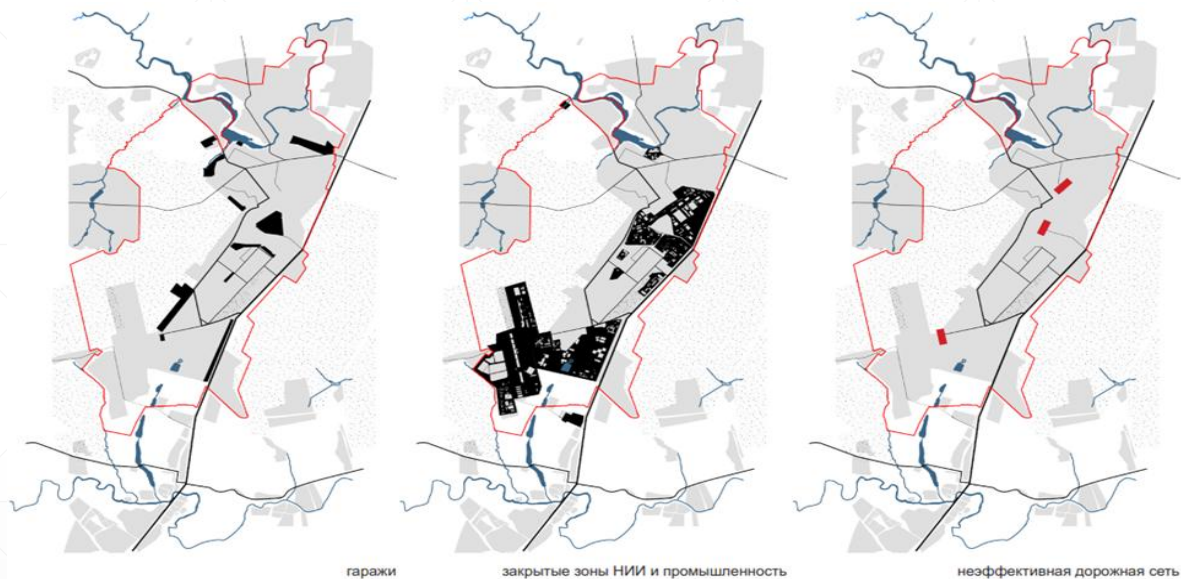 гаражи
закрытые зоны НИИ и промышленность
неэффективная дорожная сеть